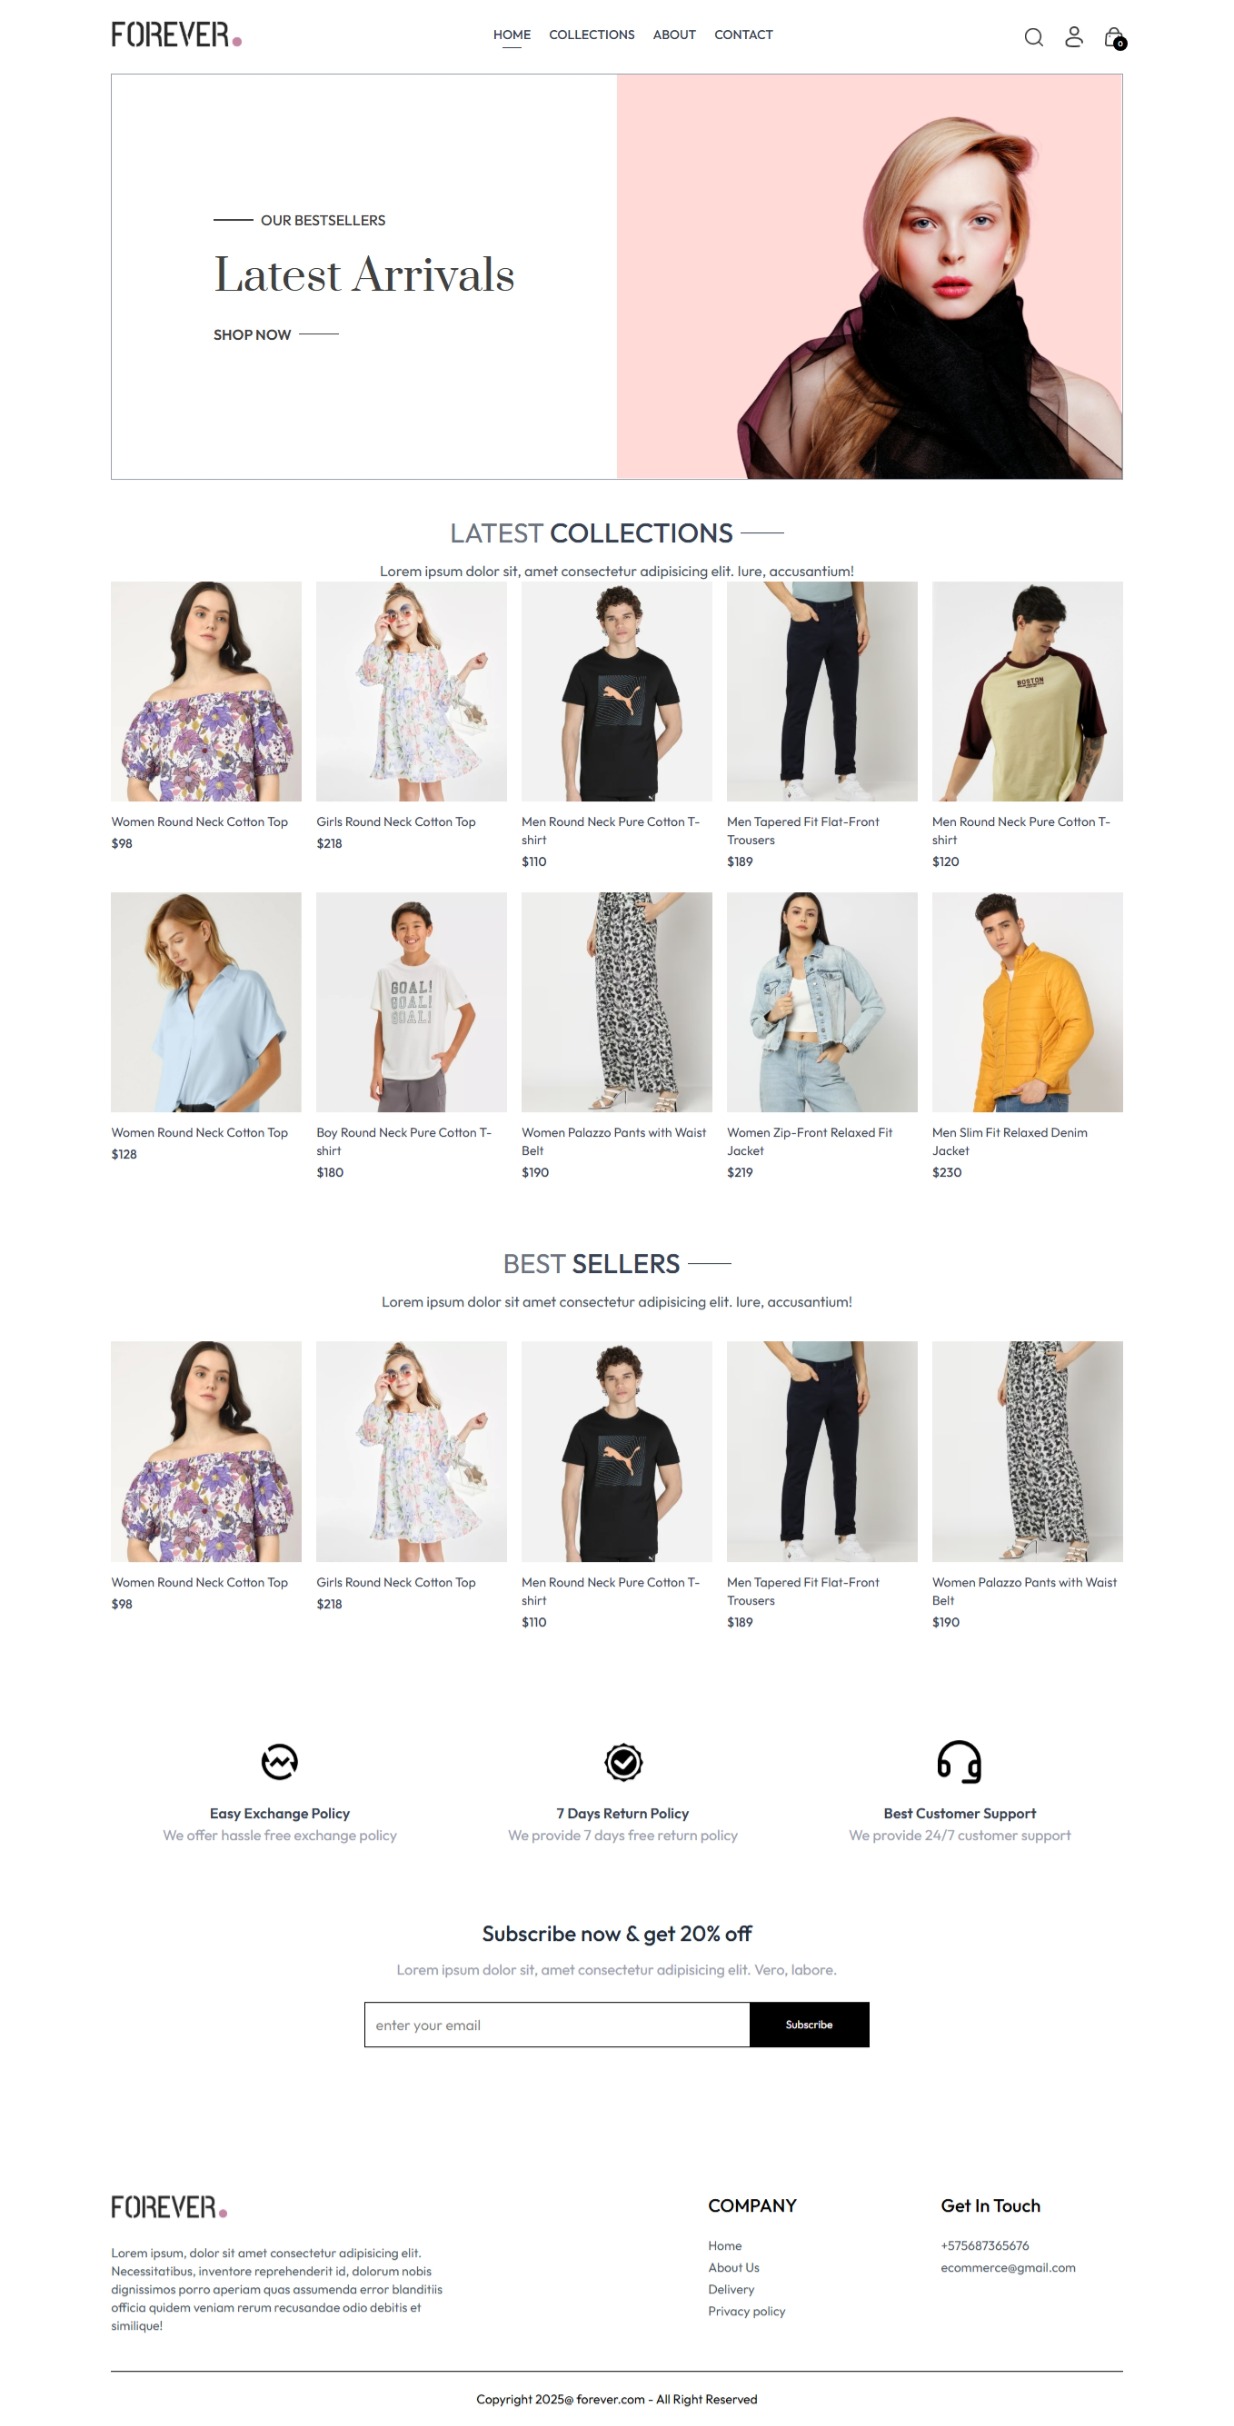 FOREVER.
HOME COLLECTIONS ABOUT CONTACT
0
OUR BESTSELLERS
Latest Arrivals
SHOP NOW
LATEST COLLECTIONS
Lorem ipsum dolor sit, amet consectetur adipisicing elit. Iure, accusantium!
BOSTON
Women Round Neck Cotton Top
$98
Girls Round Neck Cotton Top
$218
Men Round Neck Pure Cotton T-
shirt
$110
Men Tapered Fit Flat-Front
Trousers
$189
Men Round Neck Pure Cotton T-
shirt
$120
GOAL!
GOAL!
GOAL!
Women Round Neck Cotton Top
$128
Boy Round Neck Pure Cotton T-
shirt
$180
Women Palazzo Pants with Waist
Belt
$190
Women Zip-Front Relaxed Fit
Jacket
$219
Men Slim Fit Relaxed Denim
Jacket
$230
BEST SELLERS
Lorem ipsum dolor sit amet consectetur adipisicing elit. Iure, accusantium!
Women Round Neck Cotton Top
$98
Girls Round Neck Cotton Top
$218
Men Round Neck Pure Cotton T-
shirt
$110
Men Tapered Fit Flat-Front
Trousers
$189
Women Palazzo Pants with Waist
Belt
$190
Easy Exchange Policy
We offer hassle free exchange policy
7 Days Return Policy
We provide 7 days free return policy
Best Customer Support
We provide 24/7 customer support
Subscribe now & get 20% off
Lorem ipsum dolor sit, amet consectetur adipisicing elit. Vero, labore.
enter your email
Subscribe
FOREVER.
Lorem ipsum, dolor sit amet consectetur adipisicing elit.
Necessitatibus, inventore reprehenderit id, dolorum nobis
dignissimos porro aperiam quas assumenda error blanditiis
officia quidem veniam rerum recusandae odio debitis et
similique!
COMPANY
Home
About Us
Delivery
Privacy policy
Get In Touch
+575687365676
ecommerce@gmail.com
Copyright 2025@ forever.com - All Right Reserved